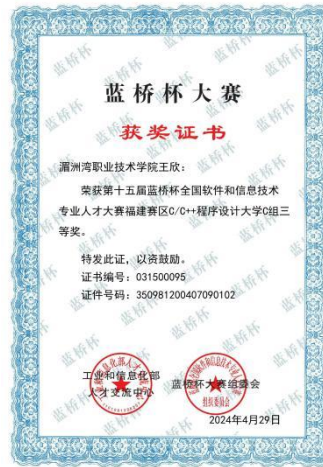 蓝桥杯大赛
获奖证书
湄洲湾职业技术学院王欣：
荣获第十五届蓝桥杯全国软件和信息技术
专业人才大赛福建赛区C/C++程序设计大学C组三
等奖。
特发此证，以资鼓励。
证书编号：031500095
证件号码：350981200407090102
工业和信息化部
人才交流中心
蓝桥杯大赛组委会
2024年4月29日